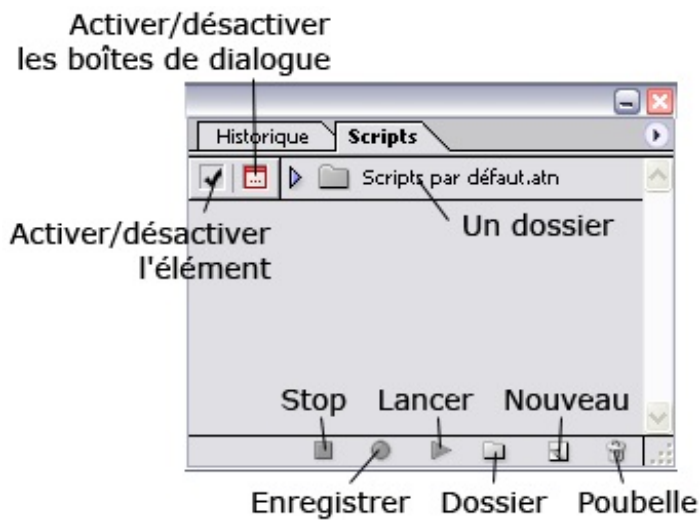 Activer/désactiver
les boîtes de dialogue
Historique
Scripts
Scripts par défaut.atn
Activer/désactiver
l'élément
Un dossier
Stop
Lancer
Nouveau
Enregistrer
Dossier
Poubelle